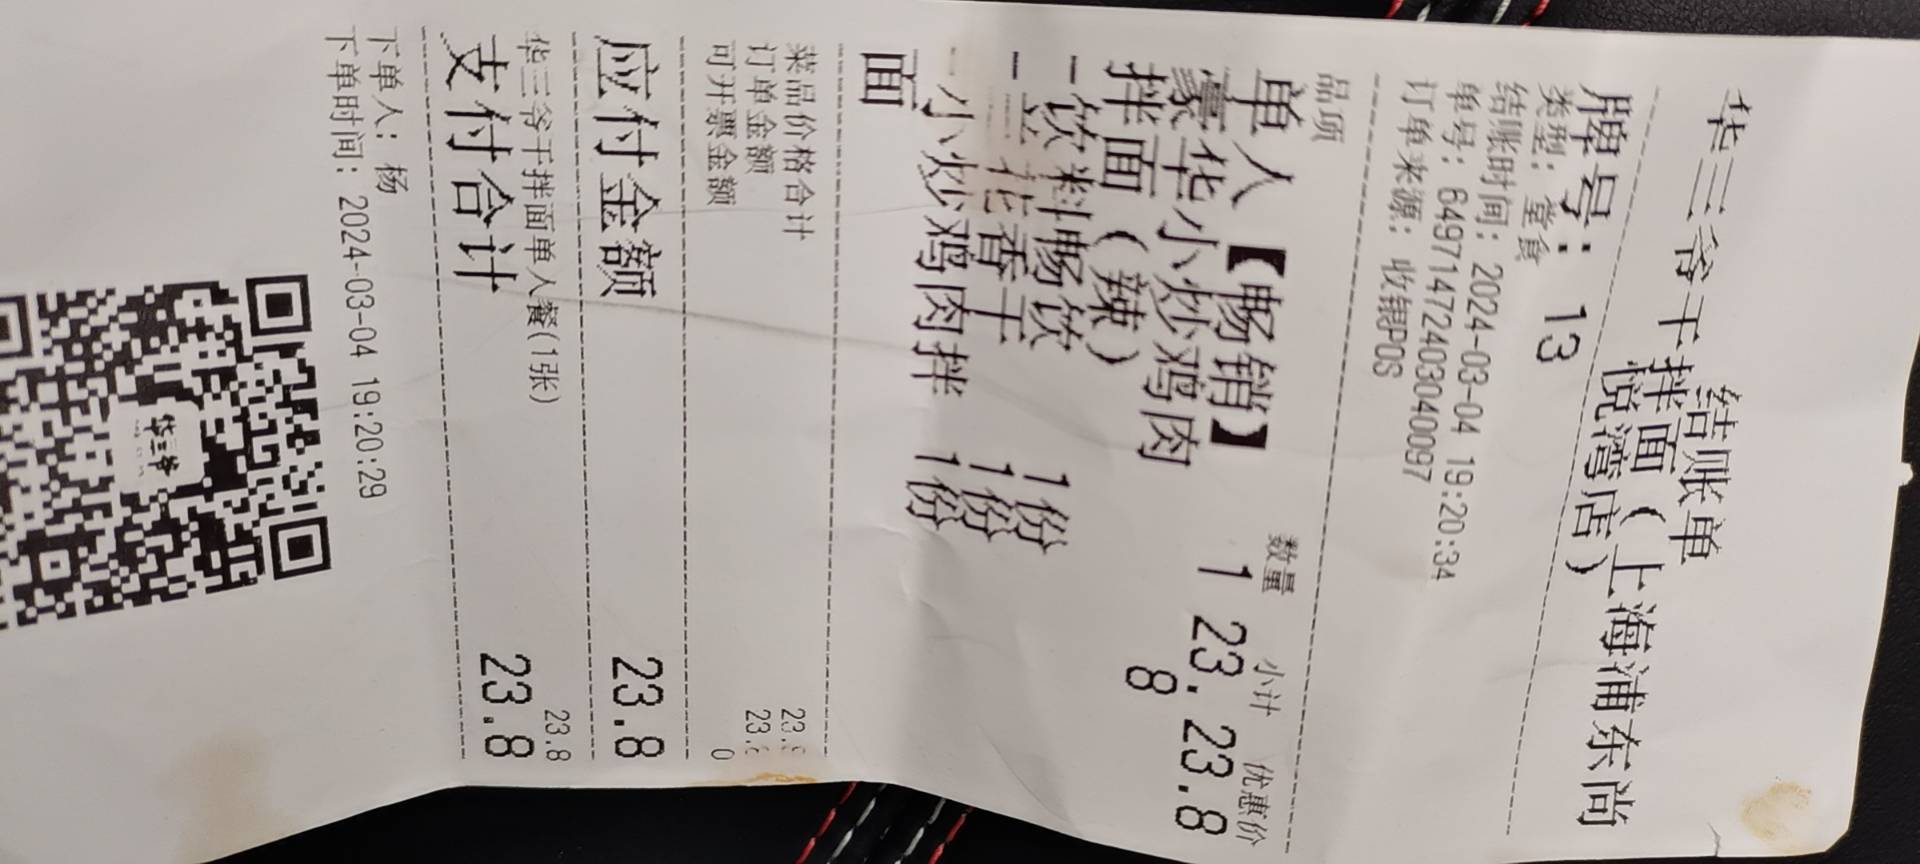 结账单
华三爷干拌面（上海浦东尚
悦湾店）
牌号：13
类型：堂食
结账时间：2024-03-04 19:20:34
单号：649714724030400097
订单来源：收银POS
品项 数量 小计 优惠价
单人【畅销】 1 23. 23.8
豪华小炒鸡肉 8
拌面（辣）
-饮料畅饮 1份
-兰花香干 1份
-小炒鸡肉拌 1份
面
菜品价格合计 23.
订单金额 23.
可开票金额 0
应付金额 23.8
华三爷干拌面单人餐(1张) 23.8
支付合计 23.8
下单人：杨
下单时间：2024-03-04 19:20:29
华三爷